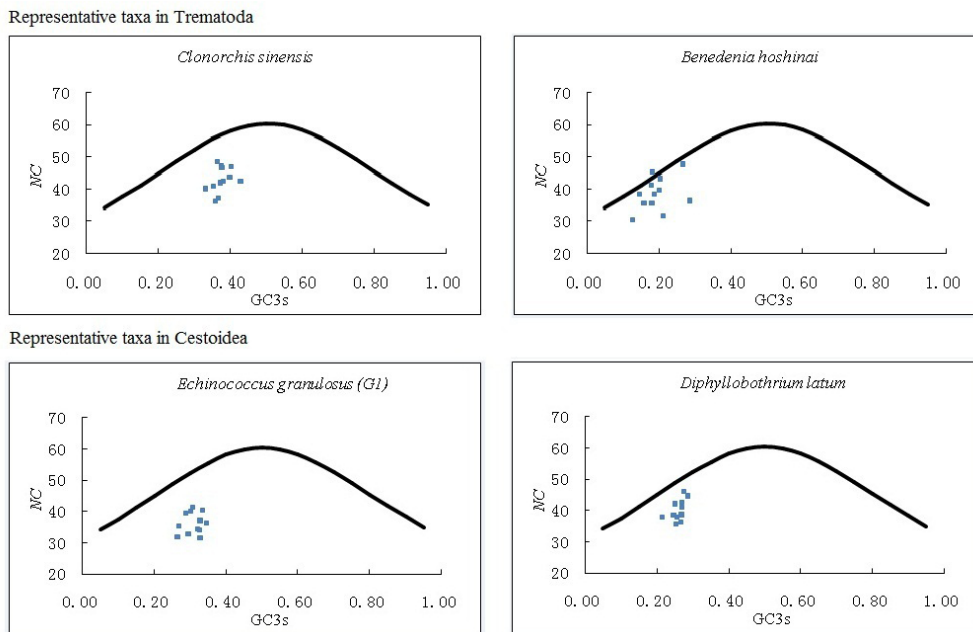 Representative taxa in Trematoda
Clonorchis sinensis
NC
70
60
50
40
30
20
0. 00 0. 20 0. 40 0. 60 0. 80 1. 00
GC3s
Benedenia hoshinai
NC
70
60
50
40
30
20
0. 00 0. 20 0. 40 0. 60 0. 80 1. 00
GC3s
Representative taxa in Cestoidea
Echinococcus granulosus (G1)
NC
70
60
50
40
30
20
0. 00 0. 20 0. 40 0. 60 0. 80 1. 00
GC3s
Diphyllobothrium latum
NC
70
60
50
40
30
20
0. 00 0. 20 0. 40 0. 60 0. 80 1. 00
GC3s